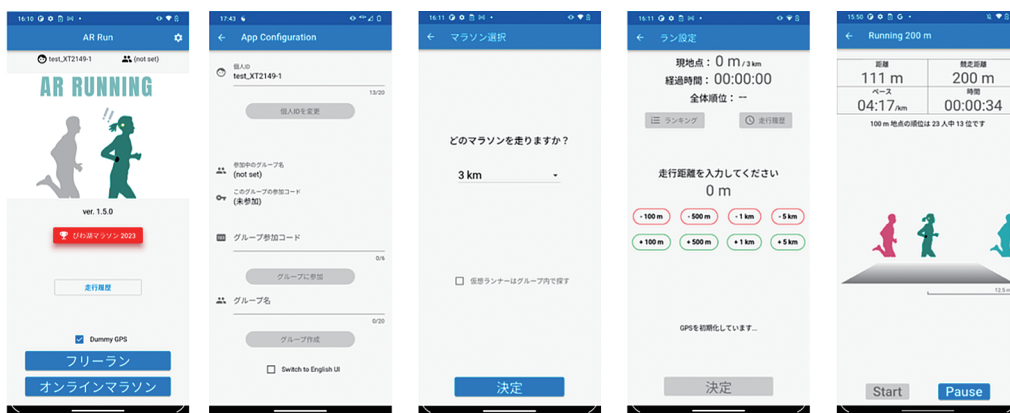 16:10
AR Run
test_XT2149-1
(not set)
AR RUNNING
ver. 1.5.0
びわ湖マラソン 2023
走行履歴
Dummy GPS
フリーラン
オンラインマラソン
17:43
App Configuration
個人ID
test_XT2149-1
13/20
個人IDを変更
参加中のグループ名
(not set)
このグループの参加コード
(未参加)
グループ参加コード
0/6
グループに参加
グループ名
0/20
グループ作成
Switch to English UI
16:11
マラソン選択
どのマラソンを走りますか？
3 km
仮想ランナーはグループ内で探す
決定
16:11
ラン設定
現地点：0 m / 3 km
経過時間：00:00:00
全体順位：--
ランキング
走行履歴
走行距離を入力してください
0 m
- 100 m
- 500 m
- 1 km
- 5 km
+ 100 m
+ 500 m
+ 1 km
+ 5 km
GPSを初期化しています...
決定
15:50
Running 200 m
距離
競走距離
111 m
200 m
ペース
時間
04:17/km
00:00:34
100 m 地点の順位は 23 人中 13 位です
12.5 m
Start
Pause